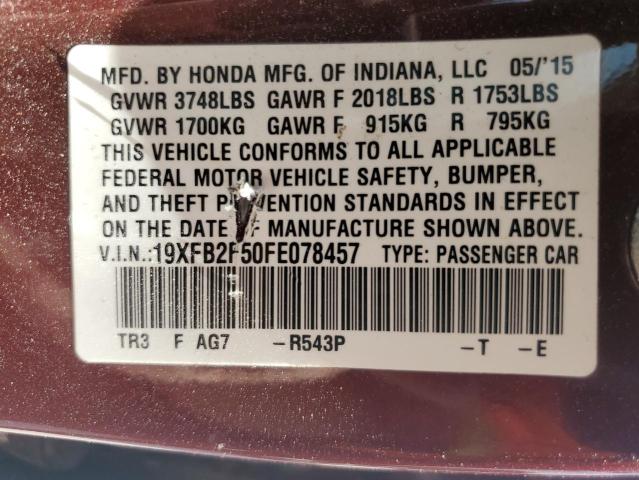 MFD. BY HONDA MFG. OF INDIANA, LLC 05/'15
GVWR 3748LBS GAWR F 2018LBS R 1753LBS
GVWR 1700KG GAWR F 915KG R 795KG
THIS VEHICLE CONFORMS TO ALL APPLICABLE
FEDERAL MOTOR VEHICLE SAFETY, BUMPER,
AND THEFT PREVENTION STANDARDS IN EFFECT
ON THE DATE OF MANUFACTURE SHOWN ABOVE.
V.I.N.:19XFB2F50FE078457 TYPE: PASSENGER CAR
TR3 F AG7 -R543P -T -E